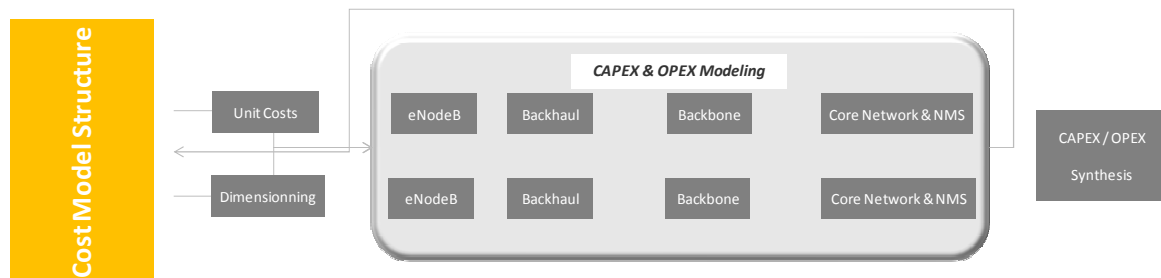 Cost Model Structure
CAPEX & OPEX Modeling
Unit Costs
eNodeB
Backhaul
Backbone
Core Network & NMS
CAPEX / OPEX
Synthesis
Dimensionning
eNodeB
Backhaul
Backbone
Core Network & NMS